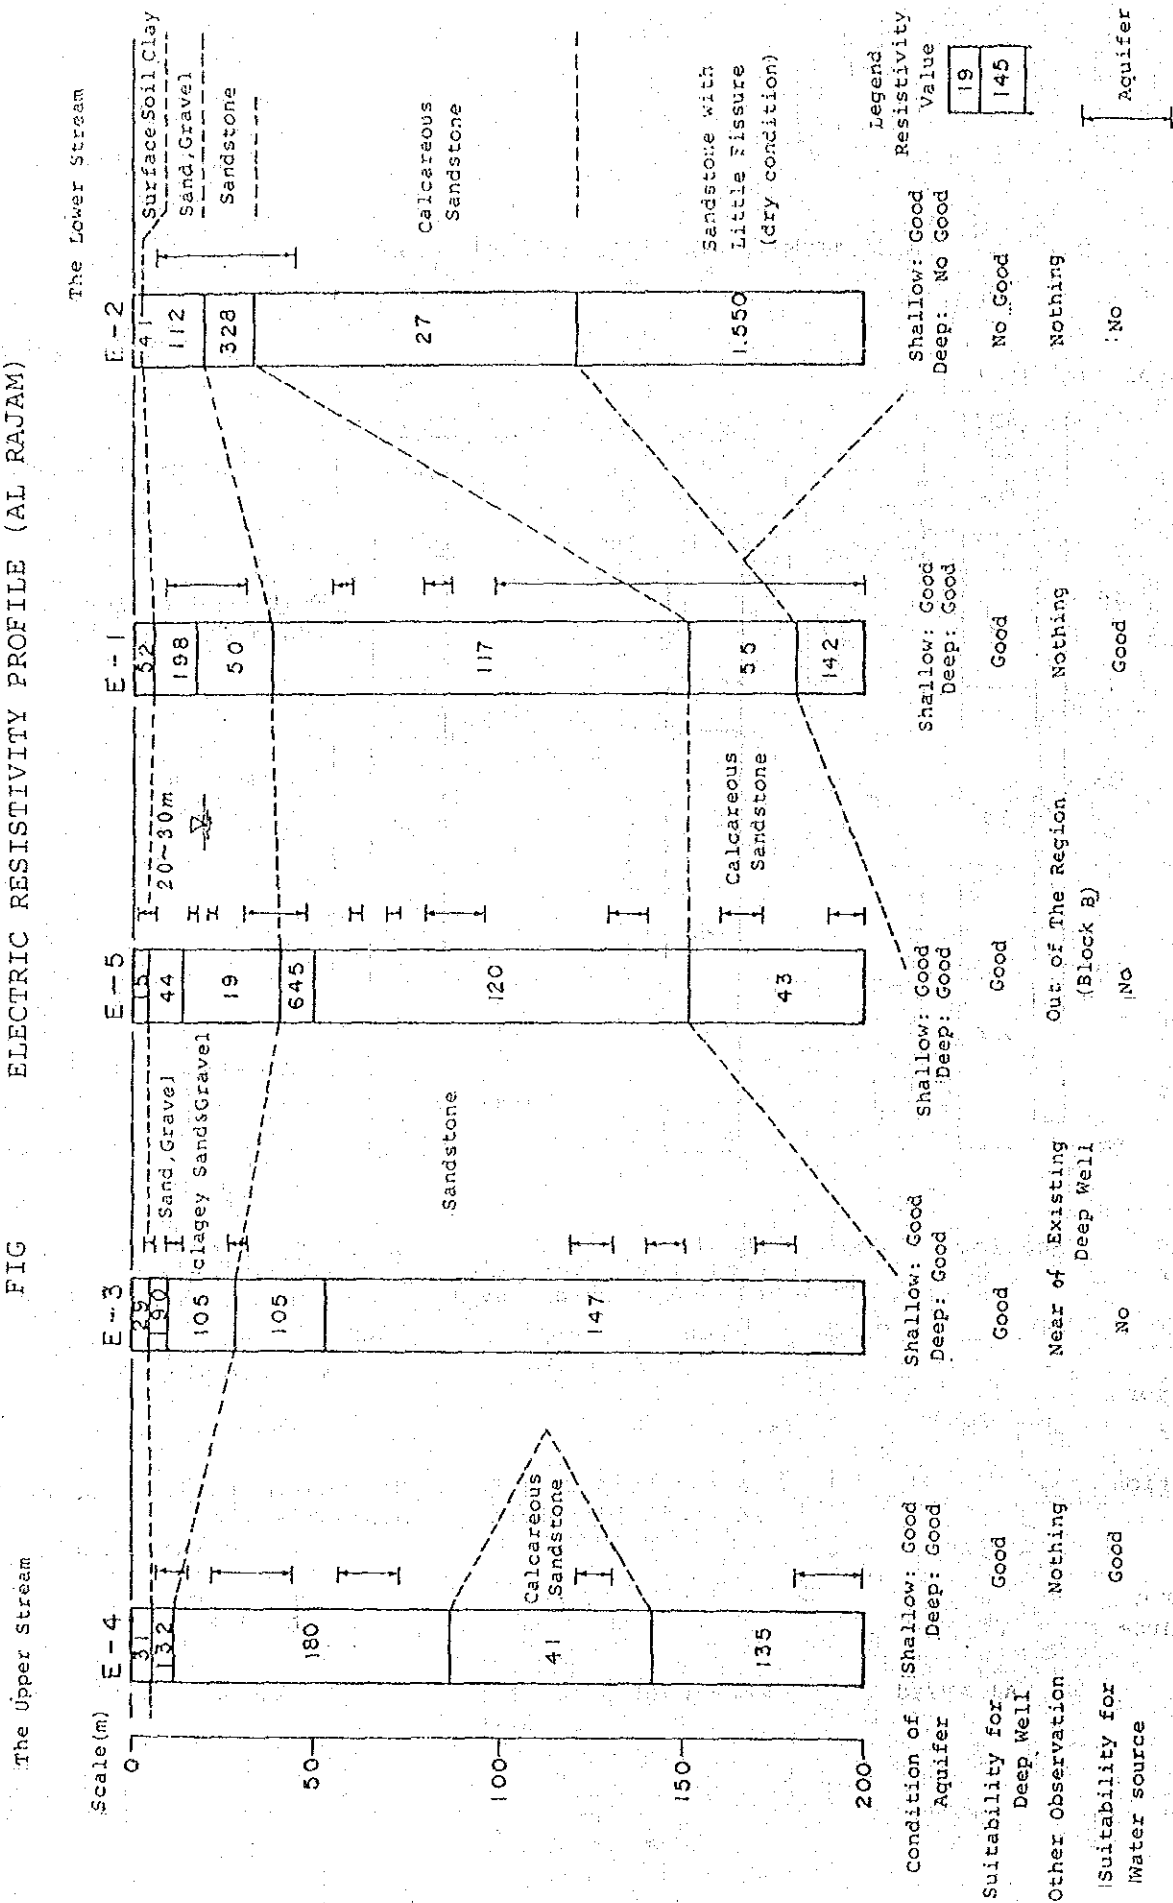 FIG ELECTRIC RESISTIVITY PROFILE (AL RAJAM)
The Upper Stream
The Lower Stream
Scale(m)
0
50
100
150
200
E-4
31
132
180
41
135
Calcareous
Sandstone
E-3
29
190
105
105
147
Sand,Gravel
clagey Sand&Gravel
Sandstone
E-5
15
44
19
645
120
43
20~30m
Calcareous
Sandstone
E-1
52
198
50
117
55
142
E-2
41
112
328
27
1.550
Surface Soil Clay
Sand,Gravel
Sandstone
Calcareous
Sandstone
Sandstone with
Little Fissure
(dry condition)
Legend
Resistivity
Value
19
145
Aquifer
Condition of Aquifer
Shallow: Good
Deep: Good
Shallow: Good
Deep: Good
Shallow: Good
Deep: Good
Shallow: Good
Deep: Good
Shallow: Good
Deep: No Good
Suitability for Deep Well
Good
Good
Good
Good
No Good
Other Observation
Nothing
Near of Existing
Deep Well
Out of The Region
(Block B)
Nothing
Nothing
Suitability for Water source
Good
No
No
Good
No